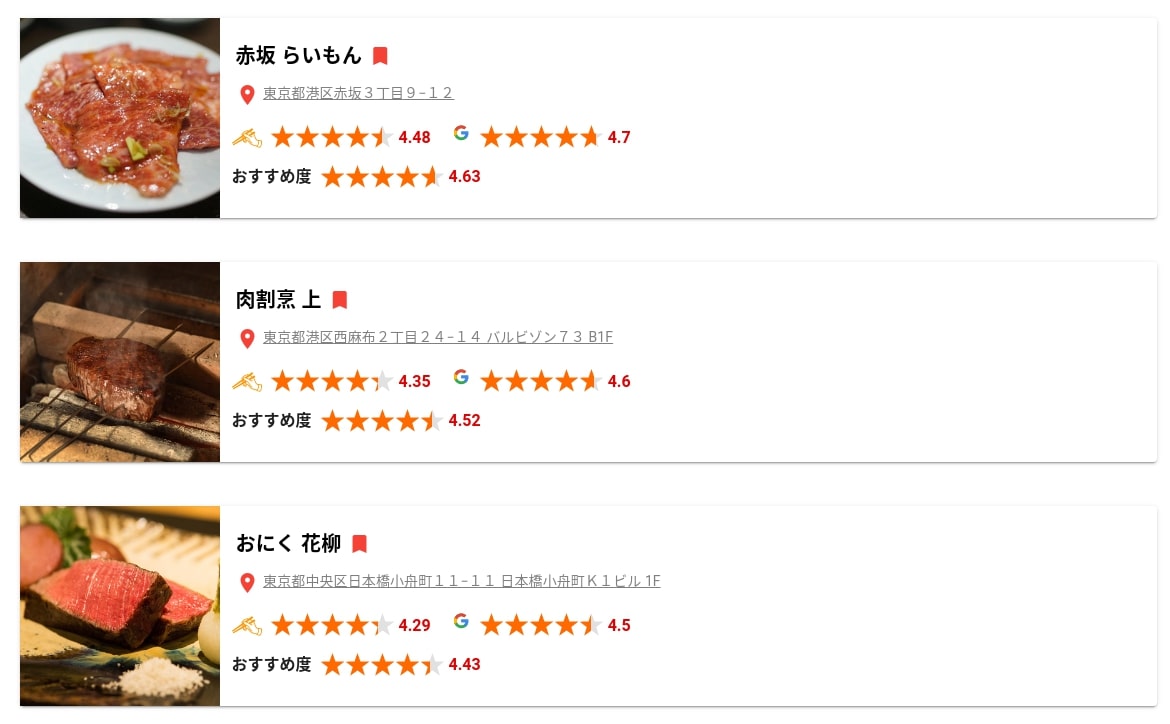 赤坂 らいもん
東京都港区赤坂３丁目９−１２
4.48 4.7
おすすめ度 4.63
肉割烹 上
東京都港区西麻布２丁目２４−１４ バルビゾン７３ B1F
4.35 4.6
おすすめ度 4.52
おにく 花柳
東京都中央区日本橋小舟町１１−１１ 日本橋小舟町Ｋ１ビル 1F
4.29 4.5
おすすめ度 4.43